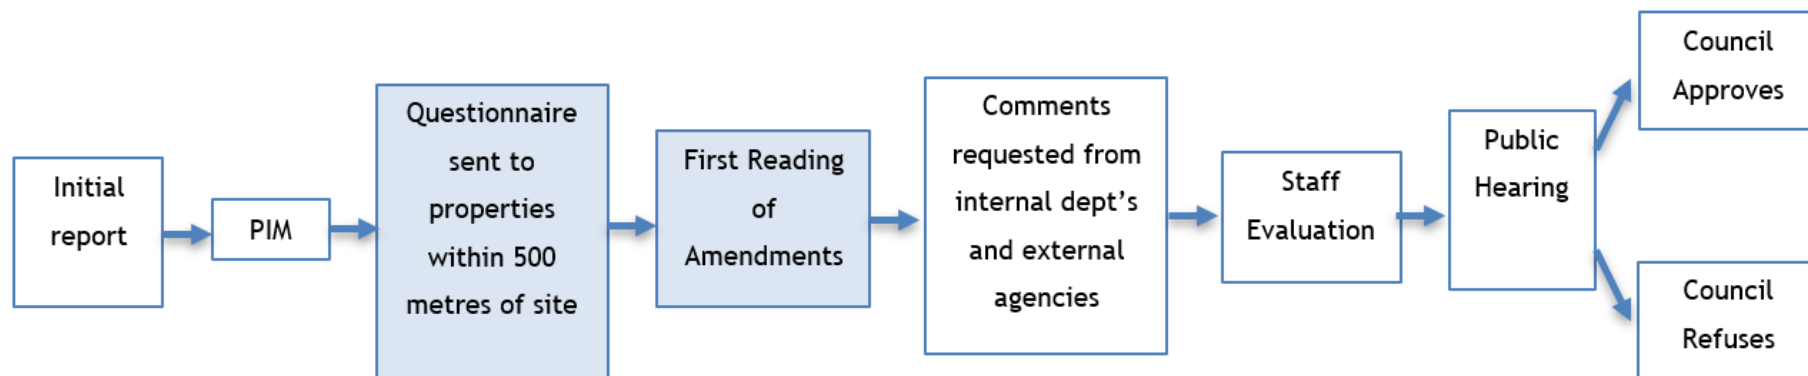 Initial
report
PIM
Questionnaire
sent to
properties
within 500
metres of site
First Reading
of
Amendments
Comments
requested from
internal dept’s
and external
agencies
Staff
Evaluation
Public
Hearing
Council
Approves
Council
Refuses